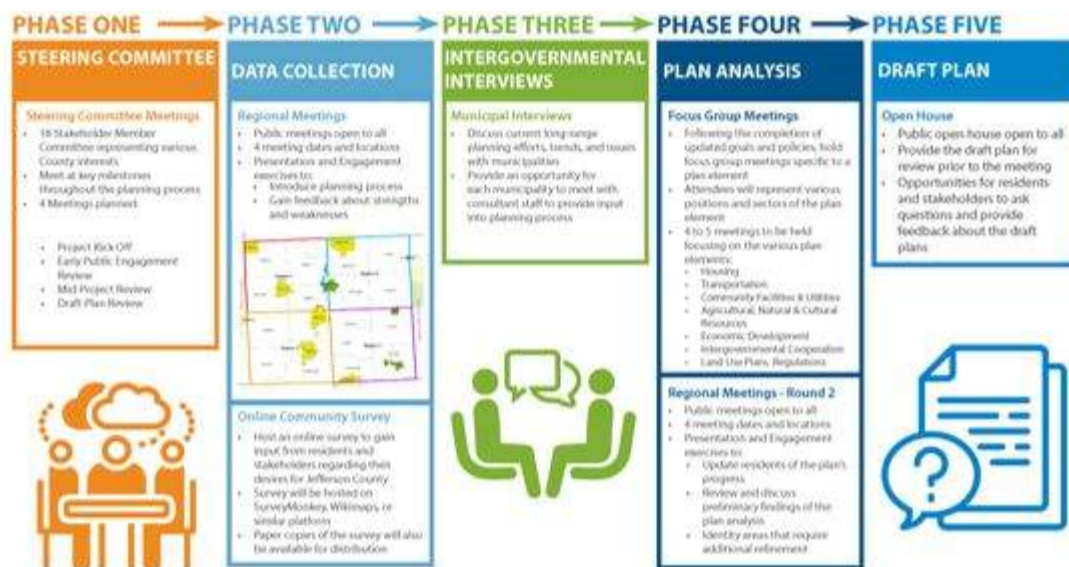 PHASE ONE
STEERING COMMITTEE
Steering Committee Meetings
• 16 Stakeholder Member
Committee representing various
County interests
• Meet at key milestones
throughout the planning process
• 4 Meetings planned
• Project Kick Off
• Early Public Engagement
Review
• Mid-Project Review
• Draft Plan Review
PHASE TWO
DATA COLLECTION
Regional Meetings
• Public meetings open to all
• 4 meeting dates and locations
• Presentation and Engagement
exercises to:
• Introduce planning process
• Gain feedback about strengths
and weaknesses
Online Community Survey
• Host an online survey to gain
input from residents and
stakeholders regarding their
desires for Jefferson County
• Survey will be hosted on
SurveyMonkey, Wikimaps, or
similar platform
• Paper copies of the survey will also
be available for distribution
PHASE THREE
INTERGOVERNMENTAL
INTERVIEWS
Municipal Interviews
• Discuss current long-range
planning efforts, trends, and issues
with municipalities
• Provide an opportunity for
each municipality to meet with
consultant staff to provide input
into planning process
PHASE FOUR
PLAN ANALYSIS
Focus Group Meetings
• Following the completion of
updated goals and policies, hold
focus group meetings specific to a
plan element
• Attendees will represent various
positions and sectors of the plan
element
• 4 to 5 meetings to be held
focusing on the various plan
elements:
• Housing
• Transportation
• Community Facilities & Utilities
• Agricultural, Natural & Cultural
Resources
• Economic Development
• Intergovernmental Cooperation
• Land Use Plans, Regulations
Regional Meetings - Round 2
• Public meetings open to all
• 4 meeting dates and locations
• Presentation and Engagement
exercises to:
• Update residents of the plan's
progress
• Review and discuss
preliminary findings of the
plan analysis
• Identity areas that require
additional refinement
PHASE FIVE
DRAFT PLAN
Open House
• Public open house open to all
• Provide the draft plan for
review prior to the meeting
• Opportunities for residents
and stakeholders to ask
questions and provide
feedback about the draft
plans